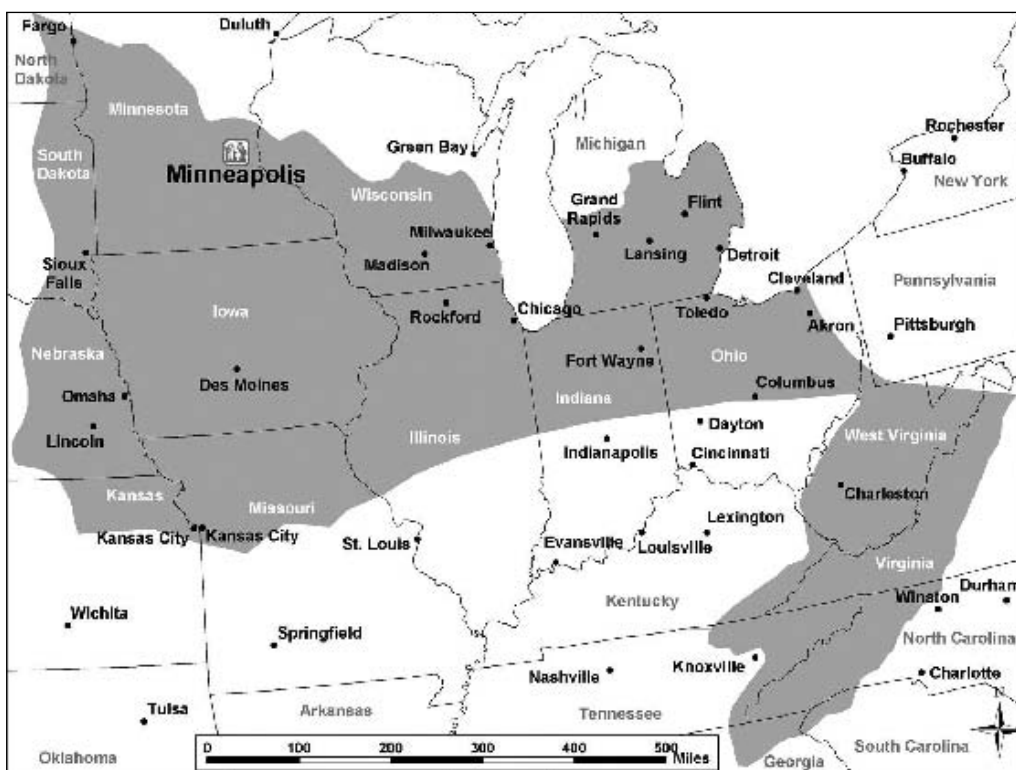 Fargo
Duluth
North
Dakota
Minnesota
Rochester
Green Bay
Michigan
South
Dakota
Minneapolis
Buffalo
New York
Wisconsin
Grand
Rapids
Flint
Milwaukee
Madison
Lansing
Detroit
Sioux
Falls
Cleveland
Pennsylvania
Iowa
Rockford
Chicago
Toledo
Akron
Pittsburgh
Nebraska
Fort Wayne
Ohio
Des Moines
Columbus
Omaha
Indiana
Lincoln
Illinois
Dayton
West Virginia
Indianapolis
Cincinnati
Kansas
Missouri
Charleston
Kansas City
Kansas City
St. Louis
Evansville
Louisville
Lexington
Virginia
Durham
Wichita
Kentucky
Winston
Springfield
North Carolina
Nashville
Knoxville
Charlotte
N
Tulsa
Arkansas
Tennessee
Oklahoma
0 100 200 300 400 500
Miles
Georgia
South Carolina